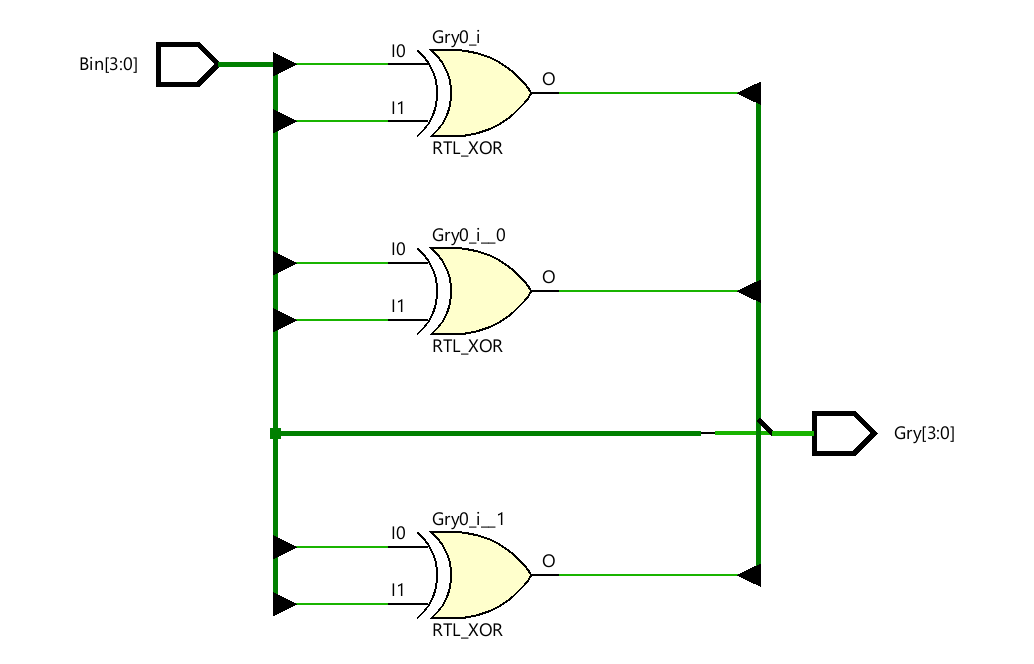 Gry0_i
Bin[3:0]
I0
O
I1
RTL_XOR
Gry0_i__0
I0
O
I1
RTL_XOR
Gry[3:0]
Gry0_i__1
I0
O
I1
RTL_XOR